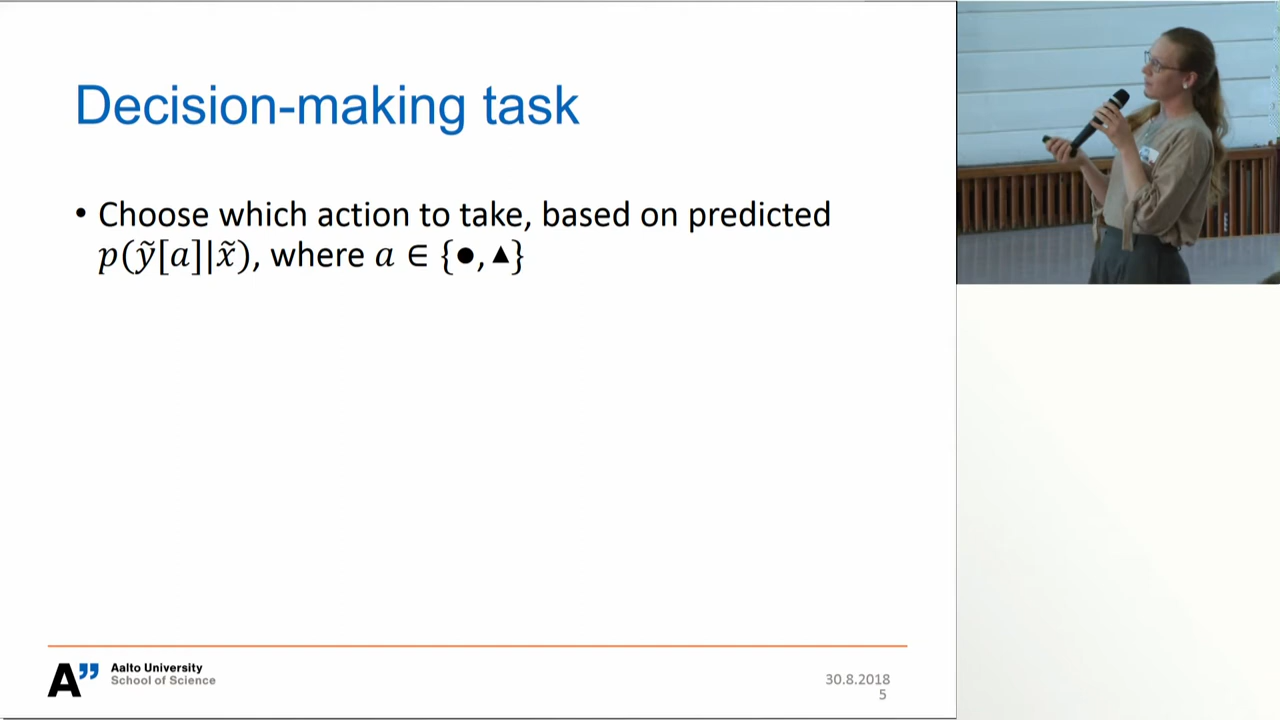 Decision-making task
• Choose which action to take, based on predicted
p(ỹ[a]|x̃), where a ∈ {●,▲}
A”
Aalto University
School of Science
30.8.2018
5